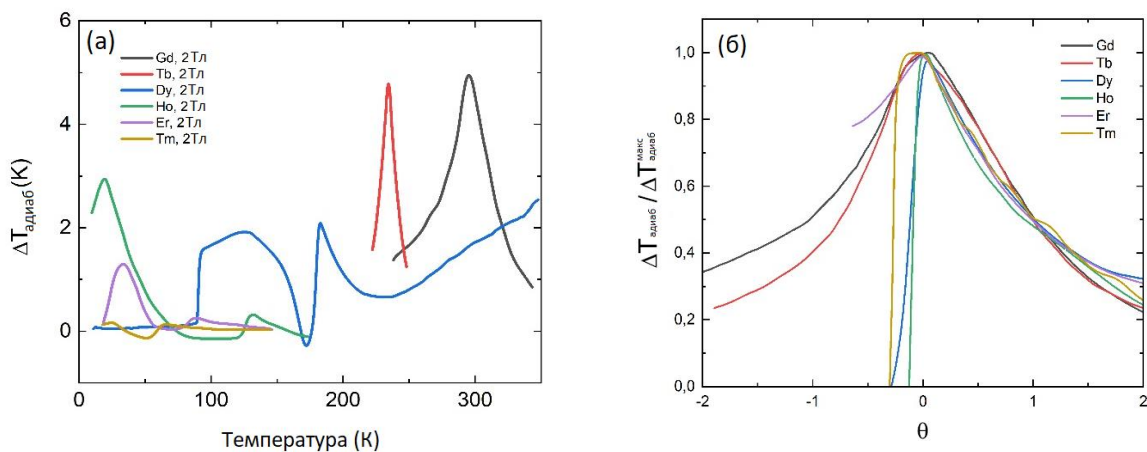 (а)
Gd, 2Тл
Tb, 2Тл
Dy, 2Тл
Ho, 2Тл
Er, 2Тл
Tm, 2Тл
ΔTадиаб (K)
6
4
2
0
0
100
200
300
Температура (К)
(б)
Gd
Tb
Dy
Ho
Er
Tm
ΔTадиаб / ΔTмаксадиаб
1,0
0,8
0,6
0,4
0,2
0,0
-2
-1
0
1
2
θ